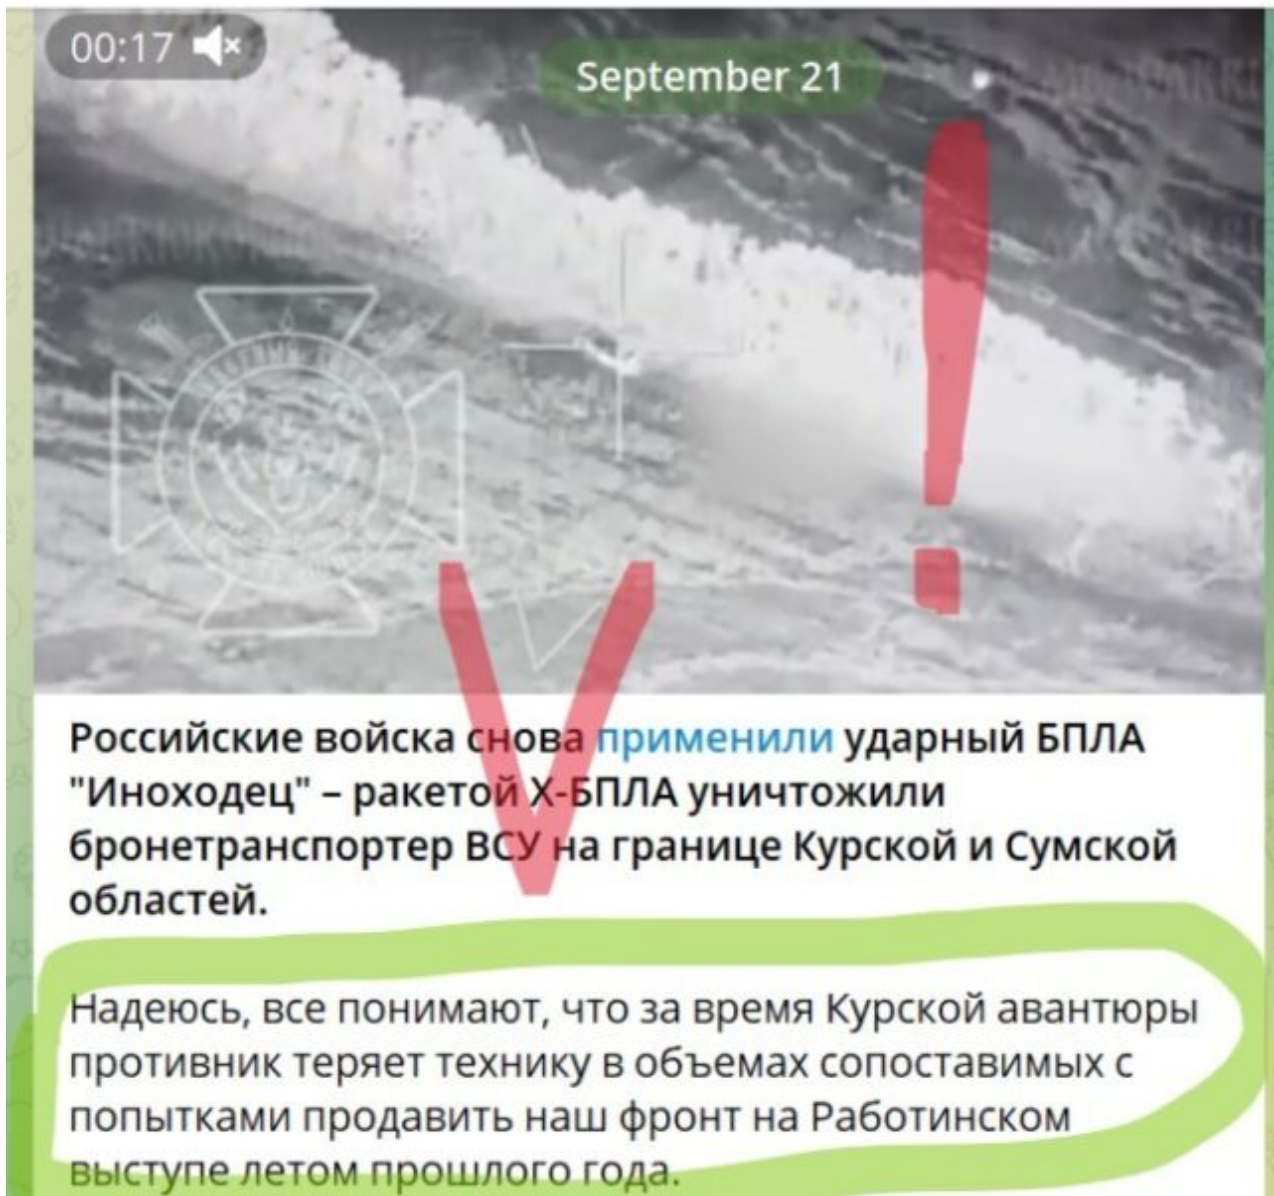 00:17
September 21
Российские войска снова применили ударный БПЛА
"Иноходец" – ракетой Х-БПЛА уничтожили
бронетранспортер ВСУ на границе Курской и Сумской
областей.
Надеюсь, все понимают, что за время Курской авантюры
противник теряет технику в объемах сопоставимых с
попытками продавить наш фронт на Работинском
выступе летом прошлого года.